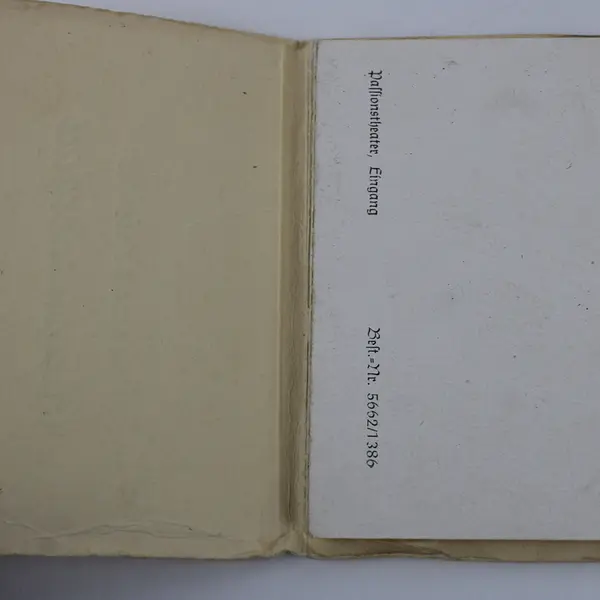 Paſſionstheater, Eingang
Beſt.=Nr. 5662/1386